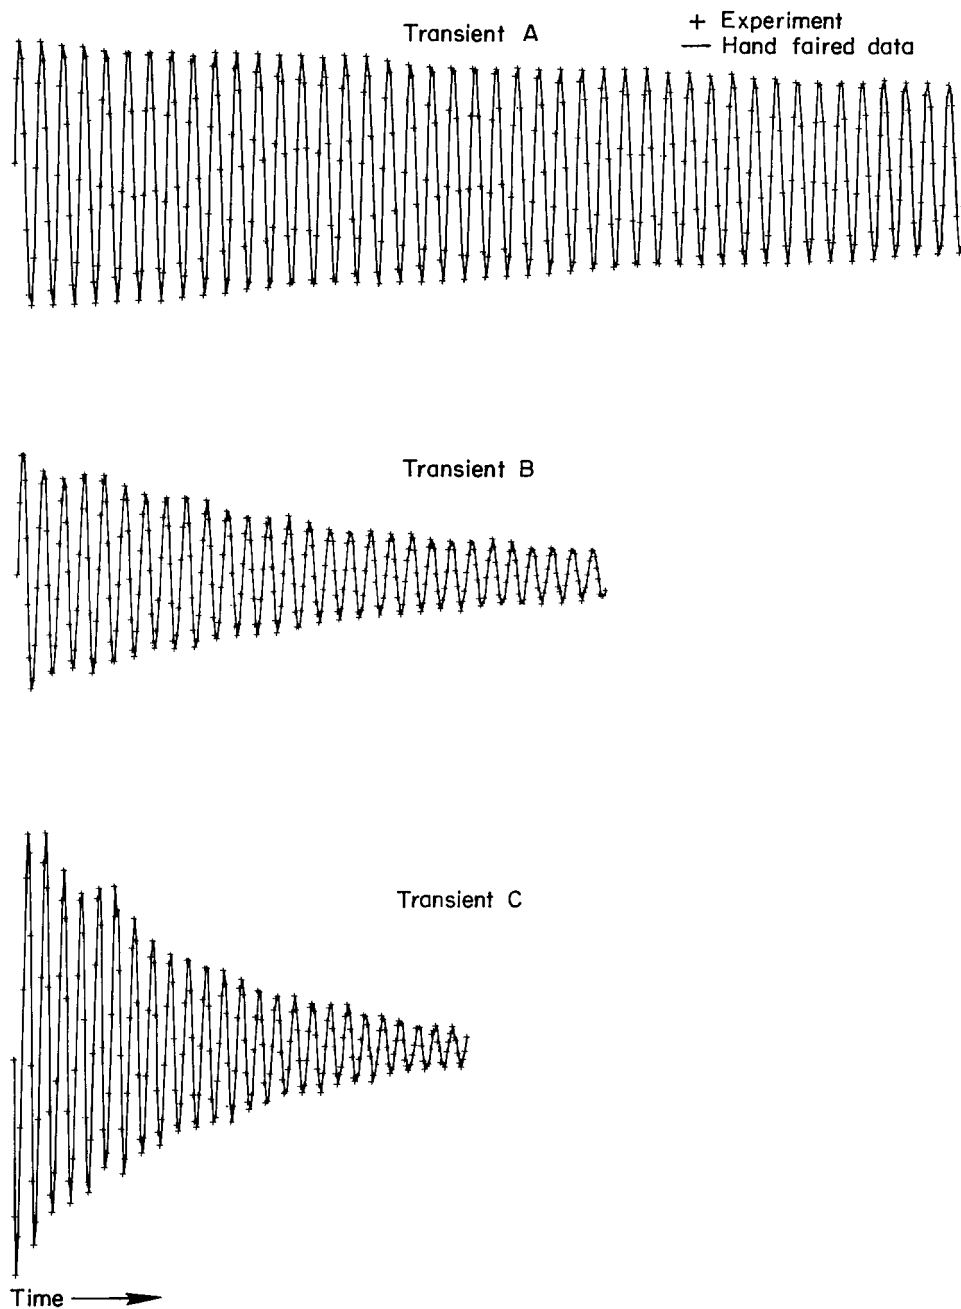 Transient A
+ Experiment
— Hand faired data
Transient B
Transient C
Time